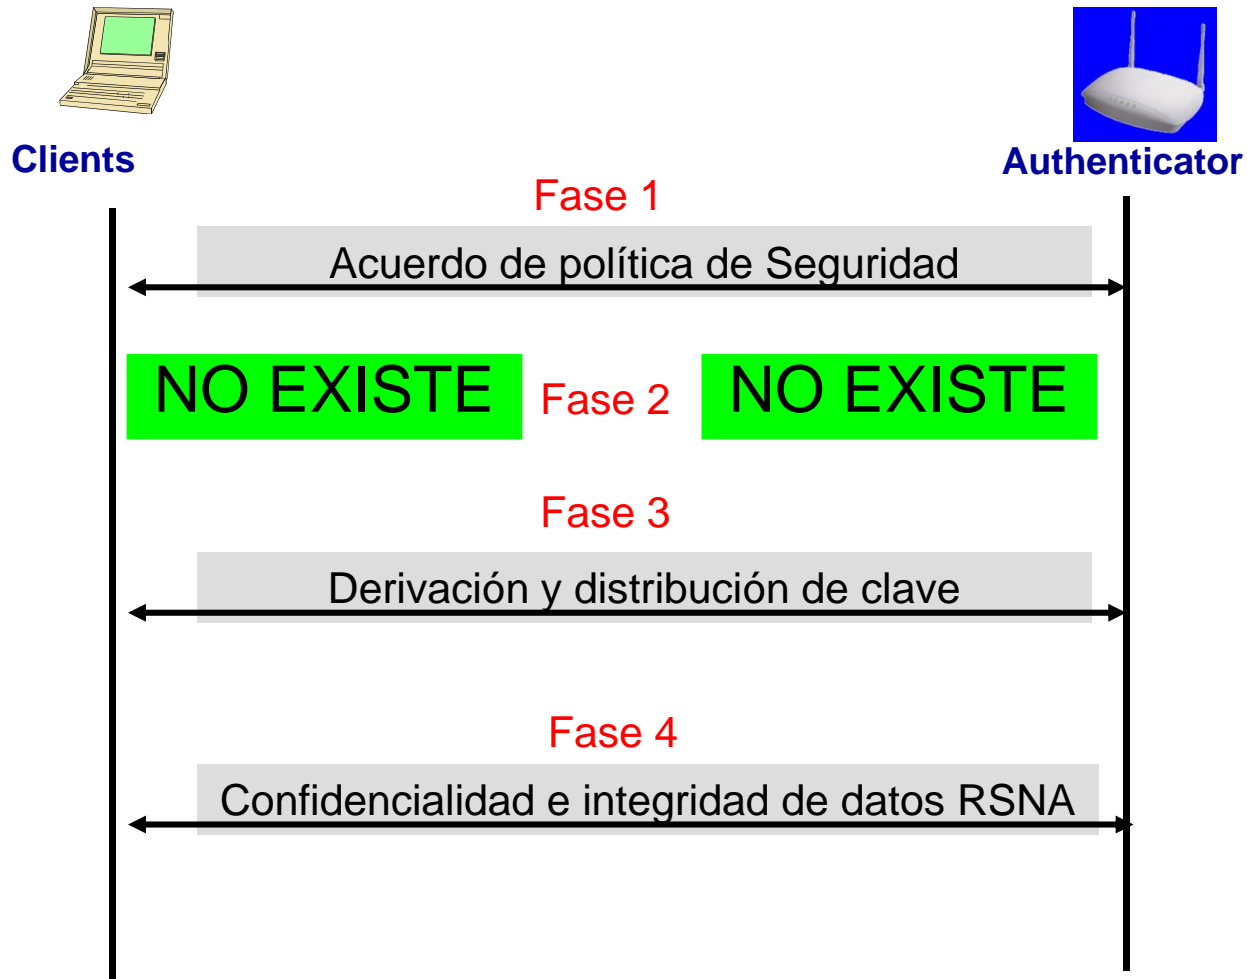 Clients
Authenticator
Fase 1
Acuerdo de política de Seguridad
NO EXISTE Fase 2 NO EXISTE
Fase 3
Derivación y distribución de clave
Fase 4
Confidencialidad e integridad de datos RSNA